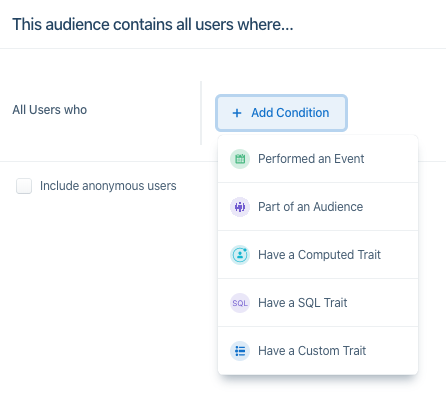 This audience contains all users where...
All Users who
+ Add Condition
Performed an Event
Part of an Audience
Include anonymous users
Have a Computed Trait
SQL Have a SQL Trait
Have a Custom Trait